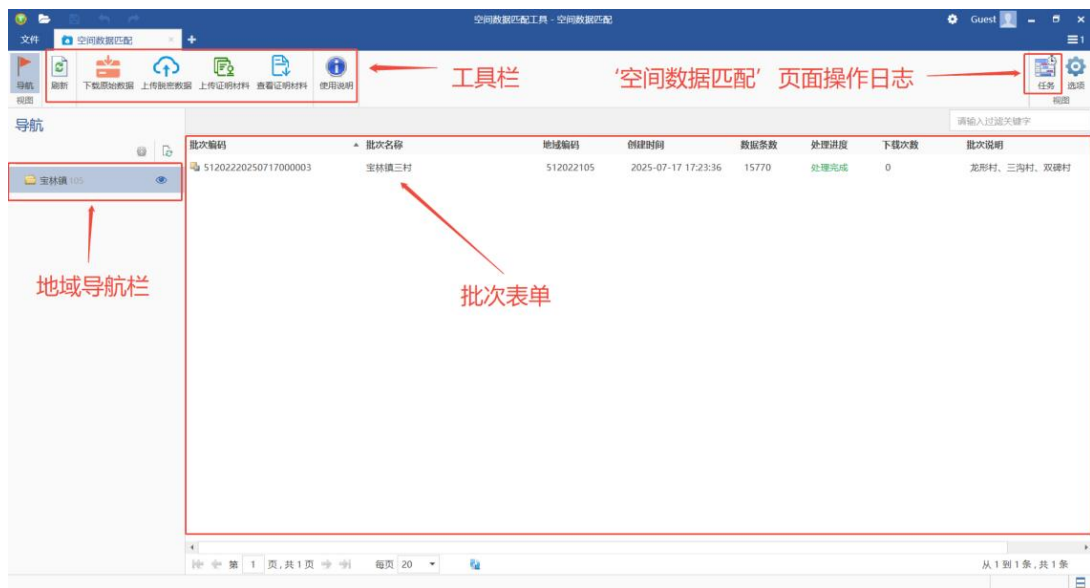 空间数据匹配工具 - 空间数据匹配
Guest
文件
空间数据匹配
1
导航
刷新
下载原始数据
上传脱密数据
上传证明材料
查看证明材料
使用说明
工具栏
‘空间数据匹配’ 页面操作日志
任务
选项
视图
视图
导航
请输入过滤关键字
批次编码 批次名称 地域编码 创建时间 数据条数 处理进度 下载次数 批次说明
51202220250717000003 宝林镇三村 512022105 2025-07-17 17:23:36 15770 处理完成 0 龙形村、三沟村、双碑村
宝林镇105
地域导航栏
批次表单
第 1 页,共1页 每页 20
从1到1条,共1条